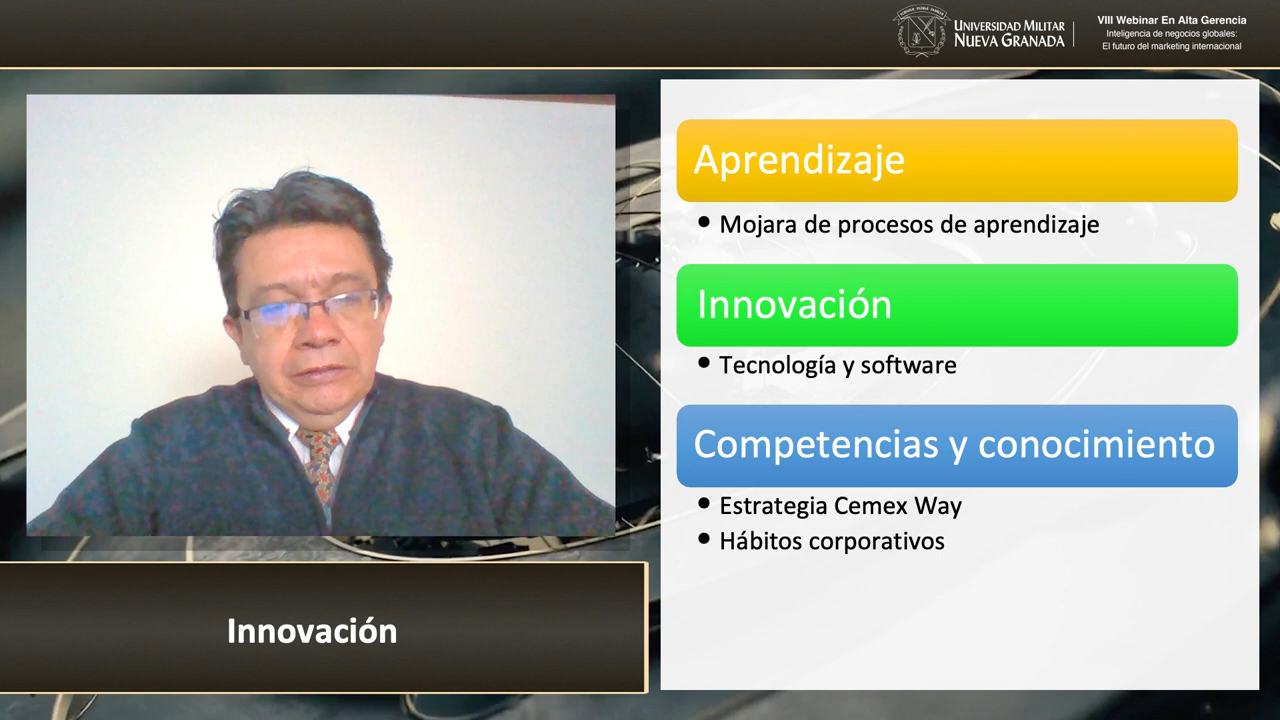 UNIVERSIDAD MILITAR
NUEVA GRANADA
VIII Webinar En Alta Gerencia
Inteligencia de negocios globales:
El futuro del marketing internacional
Aprendizaje
• Mojara de procesos de aprendizaje
Innovación
• Tecnología y software
Competencias y conocimiento
• Estrategia Cemex Way
• Hábitos corporativos
Innovación